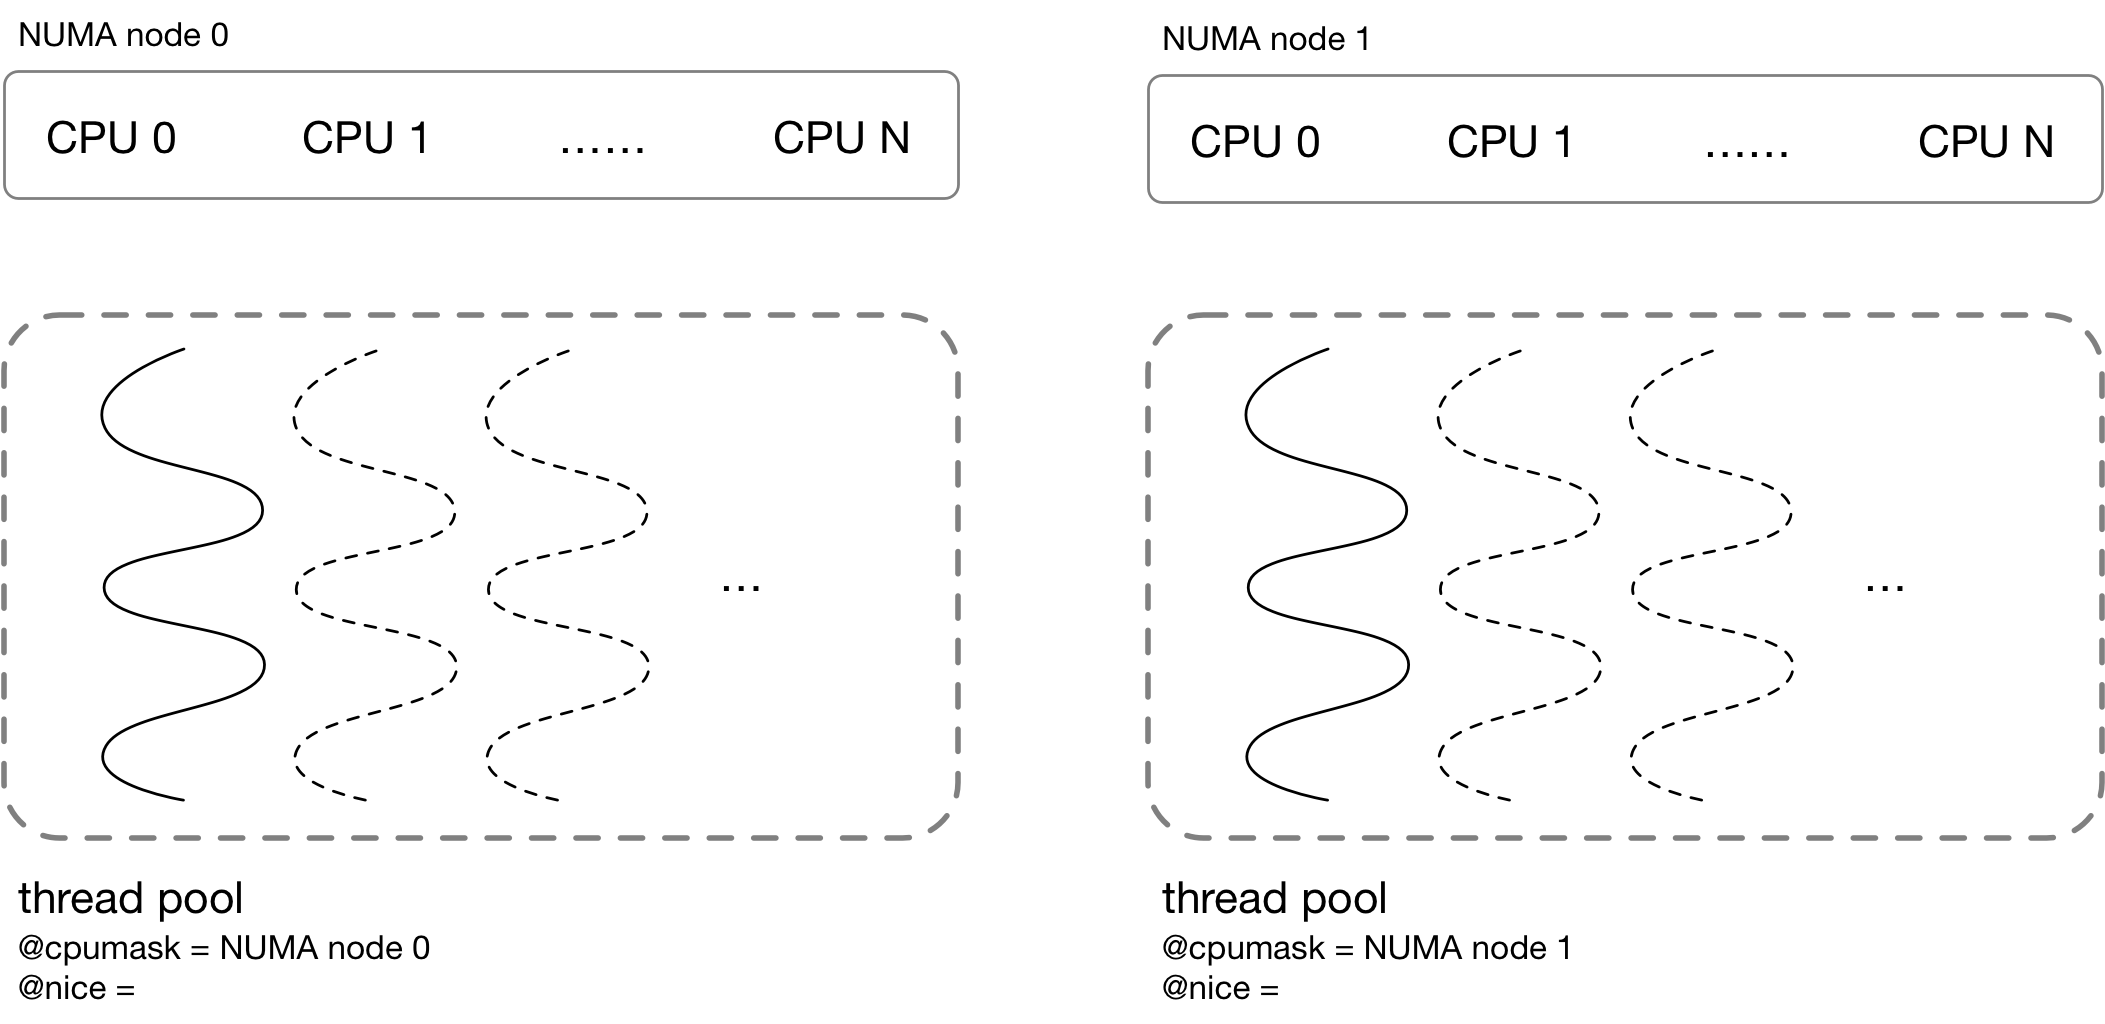 NUMA node 0
CPU 0 CPU 1 ...... CPU N
...
thread pool
@cpumask = NUMA node 0
@nice =
NUMA node 1
CPU 0 CPU 1 ...... CPU N
...
thread pool
@cpumask = NUMA node 1
@nice =